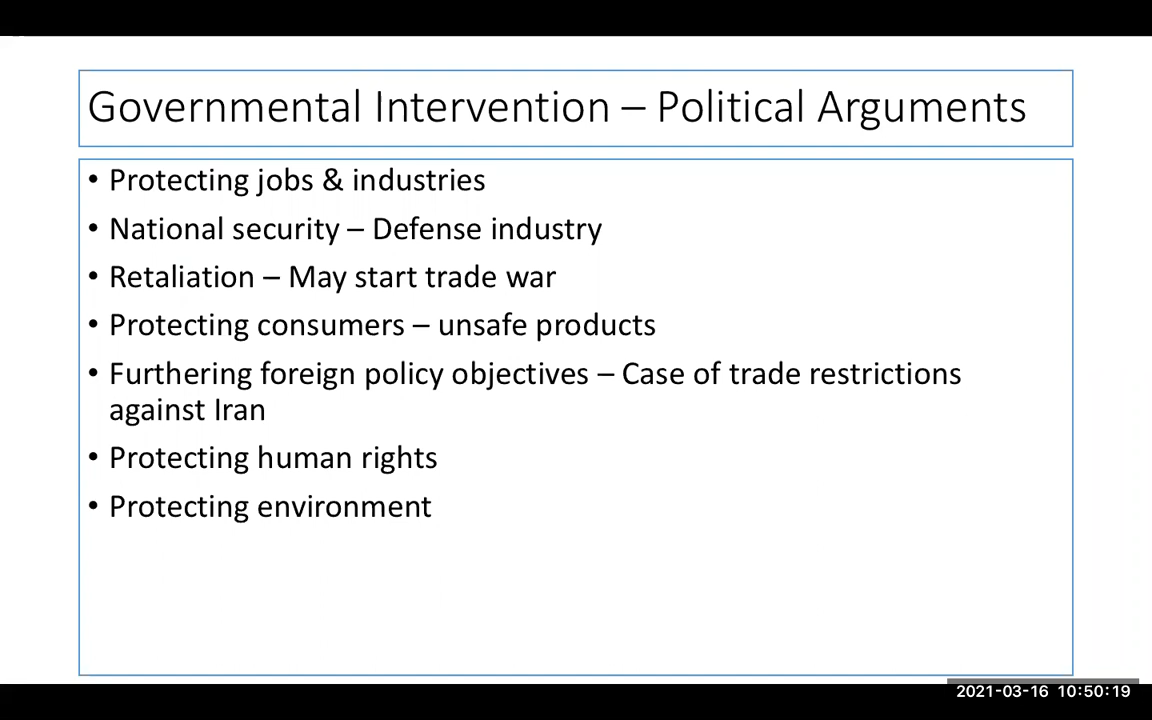 Governmental Intervention – Political Arguments
• Protecting jobs & industries
• National security – Defense industry
• Retaliation – May start trade war
• Protecting consumers – unsafe products
• Furthering foreign policy objectives – Case of trade restrictions
against Iran
• Protecting human rights
• Protecting environment
2021-03-16 10:50:19